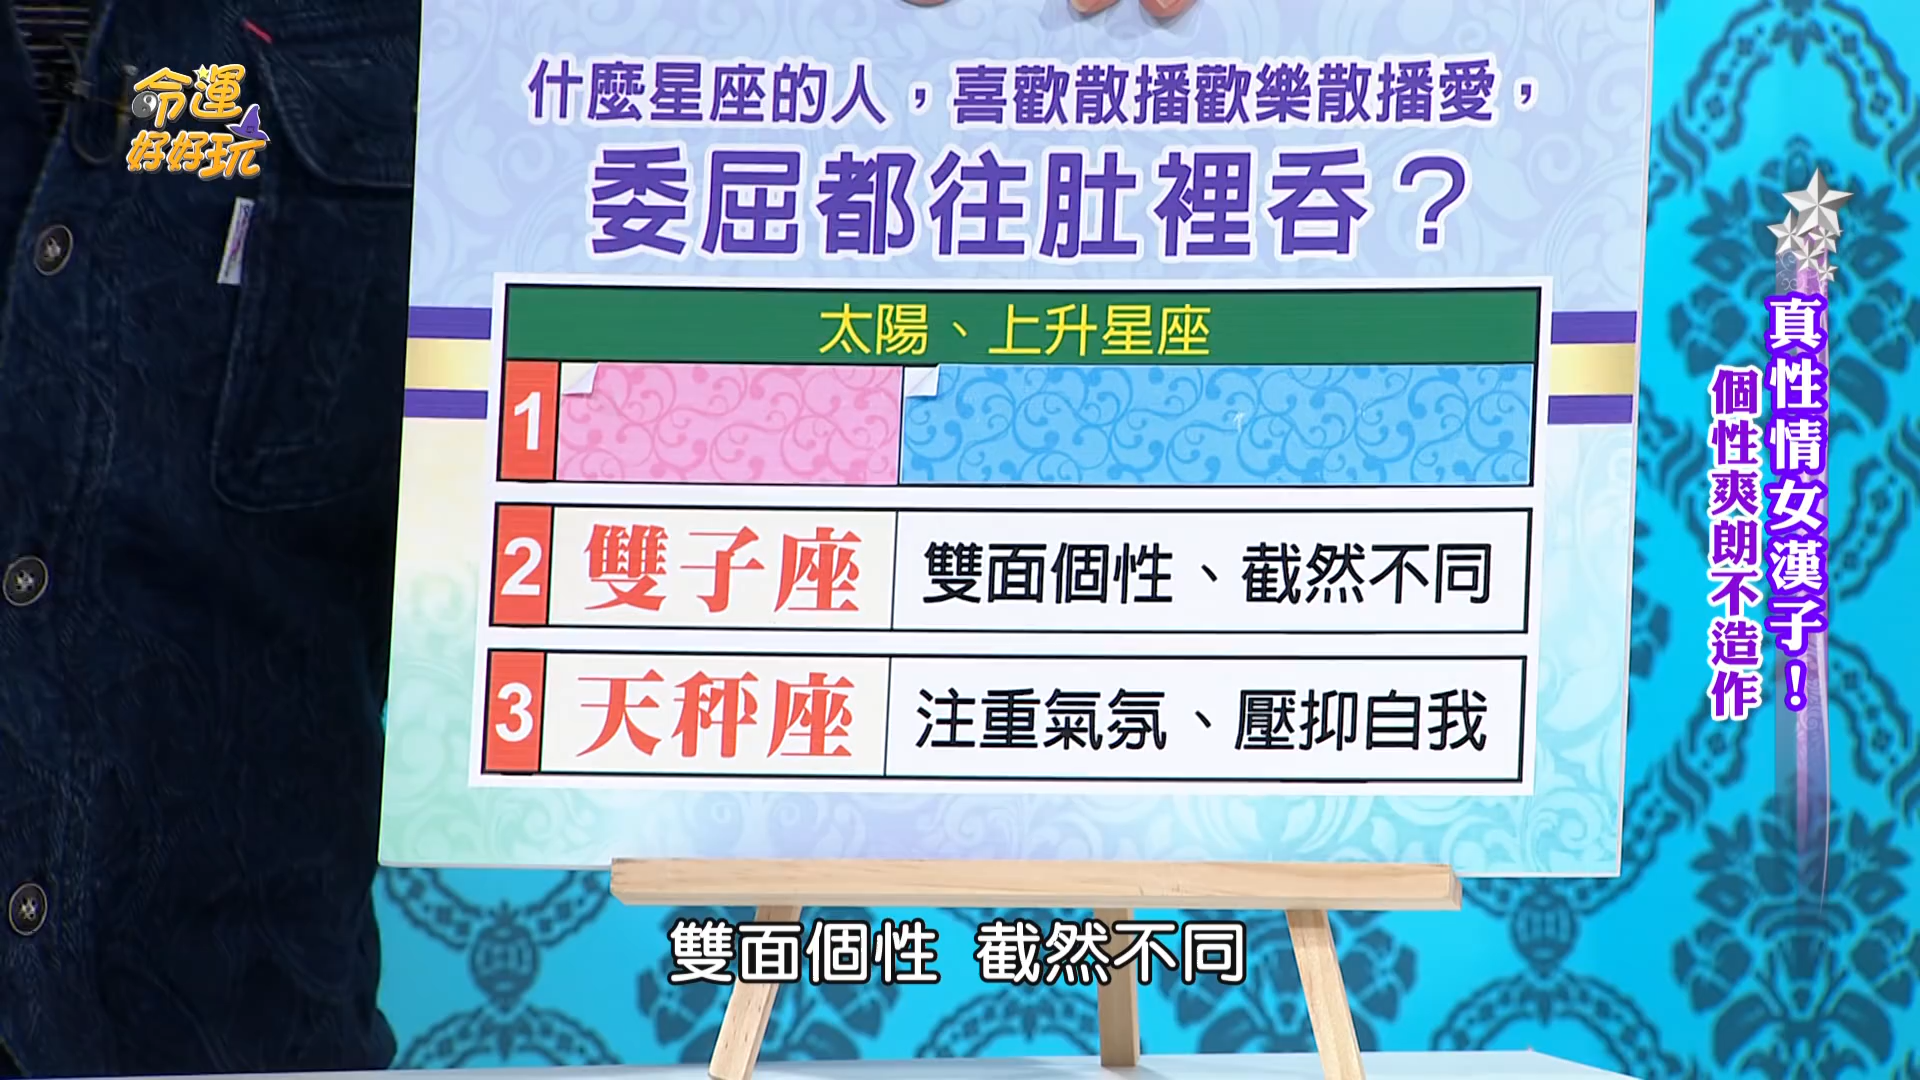 命運
好好玩
什麼星座的人，喜歡散播歡樂散播愛，
委屈都往肚裡吞？
太陽、上升星座
1
2 雙子座 雙面個性、截然不同
3 天秤座 注重氣氛、壓抑自我
真性情女漢子！
個性爽朗不造作
雙面個性 截然不同